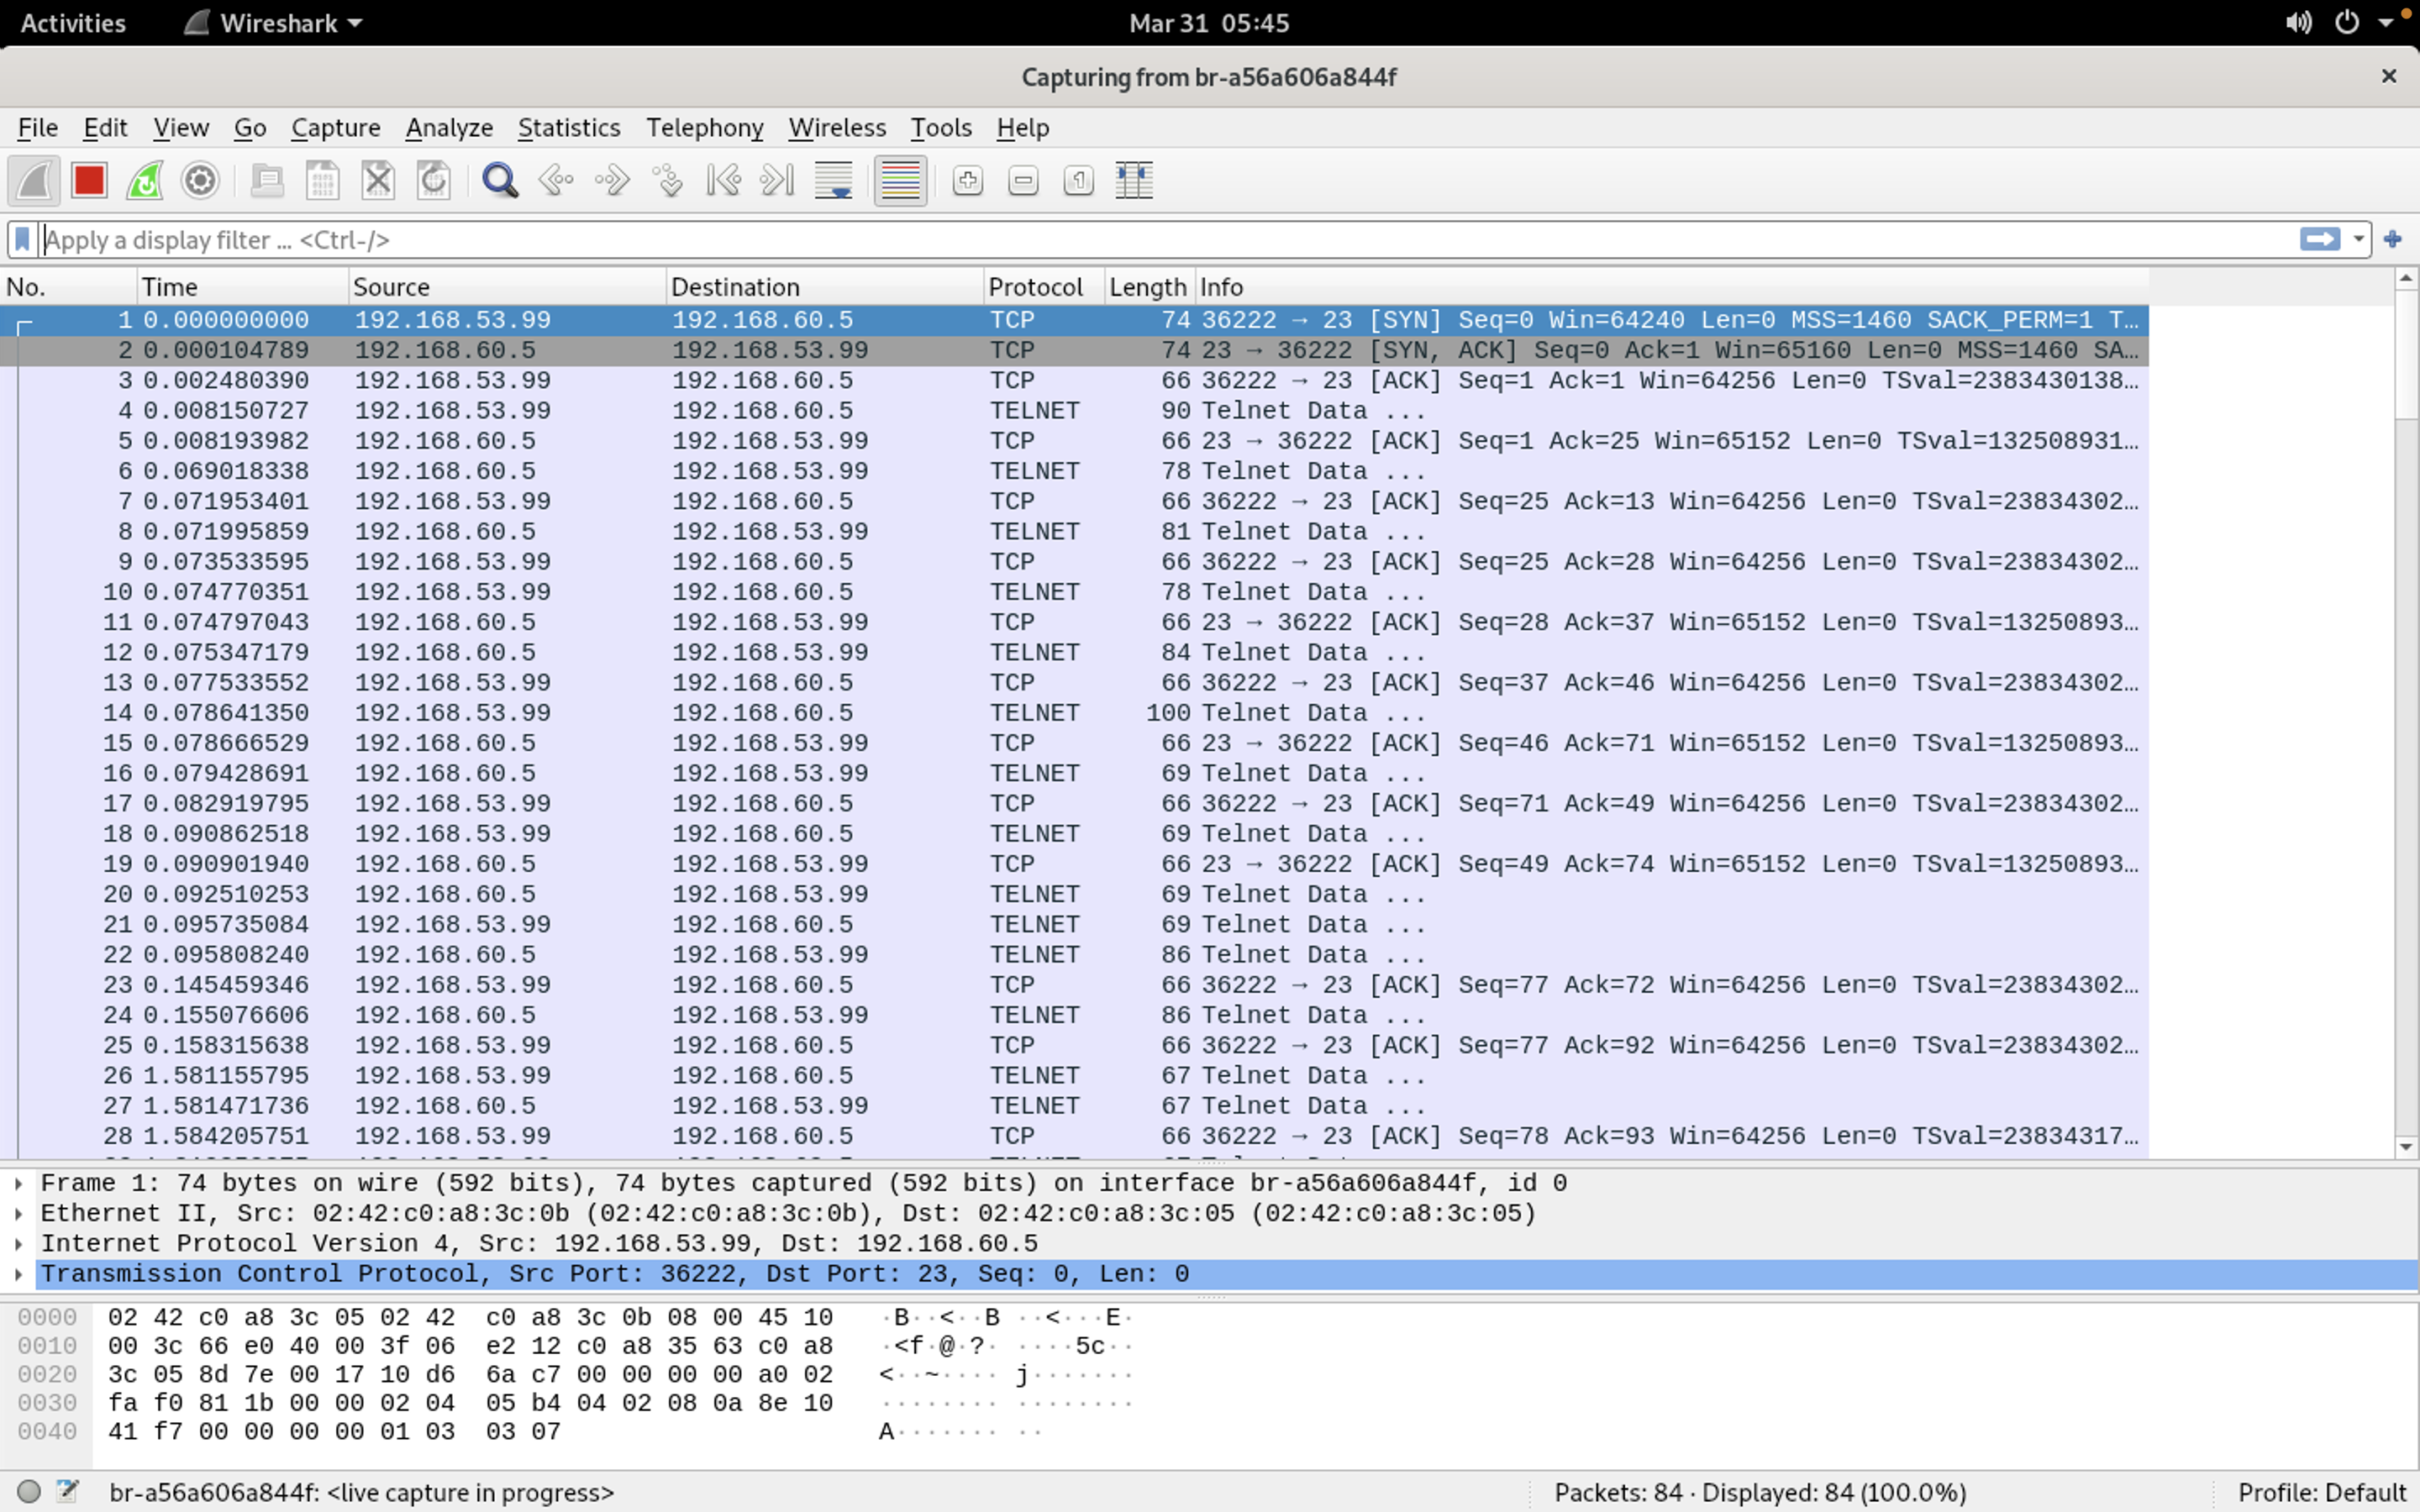 Activities Wireshark Mar 31 05:45
Capturing from br-a56a606a844f
File Edit View Go Capture Analyze Statistics Telephony Wireless Tools Help
Apply a display filter ... <Ctrl-/>
No. Time Source Destination Protocol Length Info
1 0.000000000 192.168.53.99 192.168.60.5 TCP 74 36222 → 23 [SYN] Seq=0 Win=64240 Len=0 MSS=1460 SACK_PERM=1 T…
2 0.000104789 192.168.60.5 192.168.53.99 TCP 74 23 → 36222 [SYN, ACK] Seq=0 Ack=1 Win=65160 Len=0 MSS=1460 SA…
3 0.002480390 192.168.53.99 192.168.60.5 TCP 66 36222 → 23 [ACK] Seq=1 Ack=1 Win=64256 Len=0 TSval=2383430138…
4 0.008150727 192.168.53.99 192.168.60.5 TELNET 90 Telnet Data ...
5 0.008193982 192.168.60.5 192.168.53.99 TCP 66 23 → 36222 [ACK] Seq=1 Ack=25 Win=65152 Len=0 TSval=132508931…
6 0.069018338 192.168.60.5 192.168.53.99 TELNET 78 Telnet Data ...
7 0.071953401 192.168.53.99 192.168.60.5 TCP 66 36222 → 23 [ACK] Seq=25 Ack=13 Win=64256 Len=0 TSval=23834302…
8 0.071995859 192.168.60.5 192.168.53.99 TELNET 81 Telnet Data ...
9 0.073533595 192.168.53.99 192.168.60.5 TCP 66 36222 → 23 [ACK] Seq=25 Ack=28 Win=64256 Len=0 TSval=23834302…
10 0.074770351 192.168.53.99 192.168.60.5 TELNET 78 Telnet Data ...
11 0.074797043 192.168.60.5 192.168.53.99 TCP 66 23 → 36222 [ACK] Seq=28 Ack=37 Win=65152 Len=0 TSval=13250893…
12 0.075347179 192.168.60.5 192.168.53.99 TELNET 84 Telnet Data ...
13 0.077533552 192.168.53.99 192.168.60.5 TCP 66 36222 → 23 [ACK] Seq=37 Ack=46 Win=64256 Len=0 TSval=23834302…
14 0.078641350 192.168.53.99 192.168.60.5 TELNET 100 Telnet Data ...
15 0.078666529 192.168.60.5 192.168.53.99 TCP 66 23 → 36222 [ACK] Seq=46 Ack=71 Win=65152 Len=0 TSval=13250893…
16 0.079428691 192.168.60.5 192.168.53.99 TELNET 69 Telnet Data ...
17 0.082919795 192.168.53.99 192.168.60.5 TCP 66 36222 → 23 [ACK] Seq=71 Ack=49 Win=64256 Len=0 TSval=23834302…
18 0.090862518 192.168.53.99 192.168.60.5 TELNET 69 Telnet Data ...
19 0.090901940 192.168.60.5 192.168.53.99 TCP 66 23 → 36222 [ACK] Seq=49 Ack=74 Win=65152 Len=0 TSval=13250893…
20 0.092510253 192.168.60.5 192.168.53.99 TELNET 69 Telnet Data ...
21 0.095735084 192.168.53.99 192.168.60.5 TELNET 69 Telnet Data ...
22 0.095808240 192.168.60.5 192.168.53.99 TELNET 86 Telnet Data ...
23 0.145459346 192.168.53.99 192.168.60.5 TCP 66 36222 → 23 [ACK] Seq=77 Ack=72 Win=64256 Len=0 TSval=23834302…
24 0.155076606 192.168.60.5 192.168.53.99 TELNET 86 Telnet Data ...
25 0.158315638 192.168.53.99 192.168.60.5 TCP 66 36222 → 23 [ACK] Seq=77 Ack=92 Win=64256 Len=0 TSval=23834302…
26 1.581155795 192.168.53.99 192.168.60.5 TELNET 67 Telnet Data ...
27 1.581471736 192.168.60.5 192.168.53.99 TELNET 67 Telnet Data ...
28 1.584205751 192.168.53.99 192.168.60.5 TCP 66 36222 → 23 [ACK] Seq=78 Ack=93 Win=64256 Len=0 TSval=23834317…
Frame 1: 74 bytes on wire (592 bits), 74 bytes captured (592 bits) on interface br-a56a606a844f, id 0
Ethernet II, Src: 02:42:c0:a8:3c:0b (02:42:c0:a8:3c:0b), Dst: 02:42:c0:a8:3c:05 (02:42:c0:a8:3c:05)
Internet Protocol Version 4, Src: 192.168.53.99, Dst: 192.168.60.5
Transmission Control Protocol, Src Port: 36222, Dst Port: 23, Seq: 0, Len: 0
0000 02 42 c0 a8 3c 05 02 42 c0 a8 3c 0b 08 00 45 10 ·B··<··B ··<···E·
0010 00 3c 66 e0 40 00 3f 06 e2 12 c0 a8 35 63 c0 a8 ·<f·@·?· ····5c··
0020 3c 05 8d 7e 00 17 10 d6 6a c7 00 00 00 00 a0 02 <··~···· j·······
0030 fa f0 81 1b 00 00 02 04 05 b4 04 02 08 0a 8e 10 ········ ········
0040 41 f7 00 00 00 00 01 03 03 07 A······· ··
br-a56a606a844f: <live capture in progress> Packets: 84 · Displayed: 84 (100.0%) Profile: Default